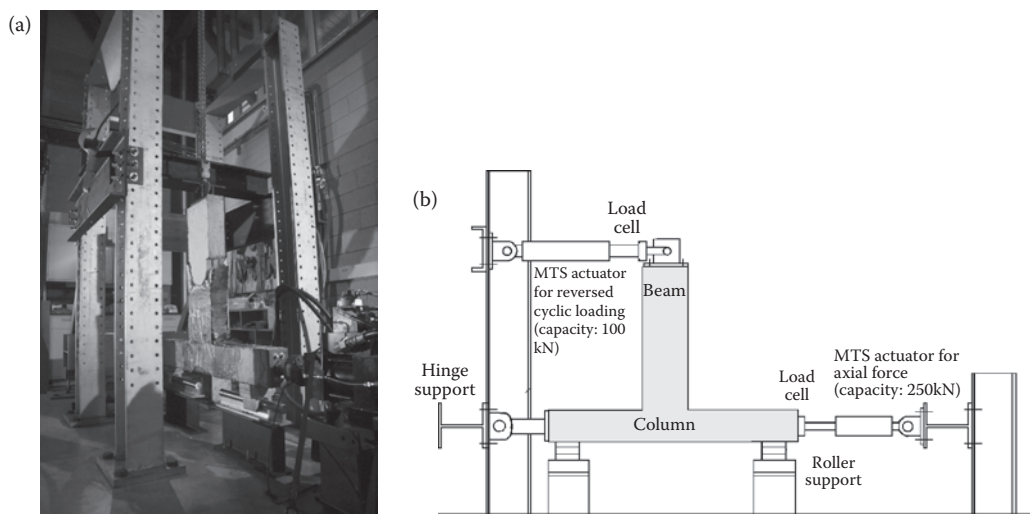 (a)
(b)
Load
cell
MTS actuator
for reversed
cyclic loading
(capacity: 100
kN)
Beam
Hinge
support
Column
Load
cell
MTS actuator for
axial force
(capacity: 250kN)
Roller
support